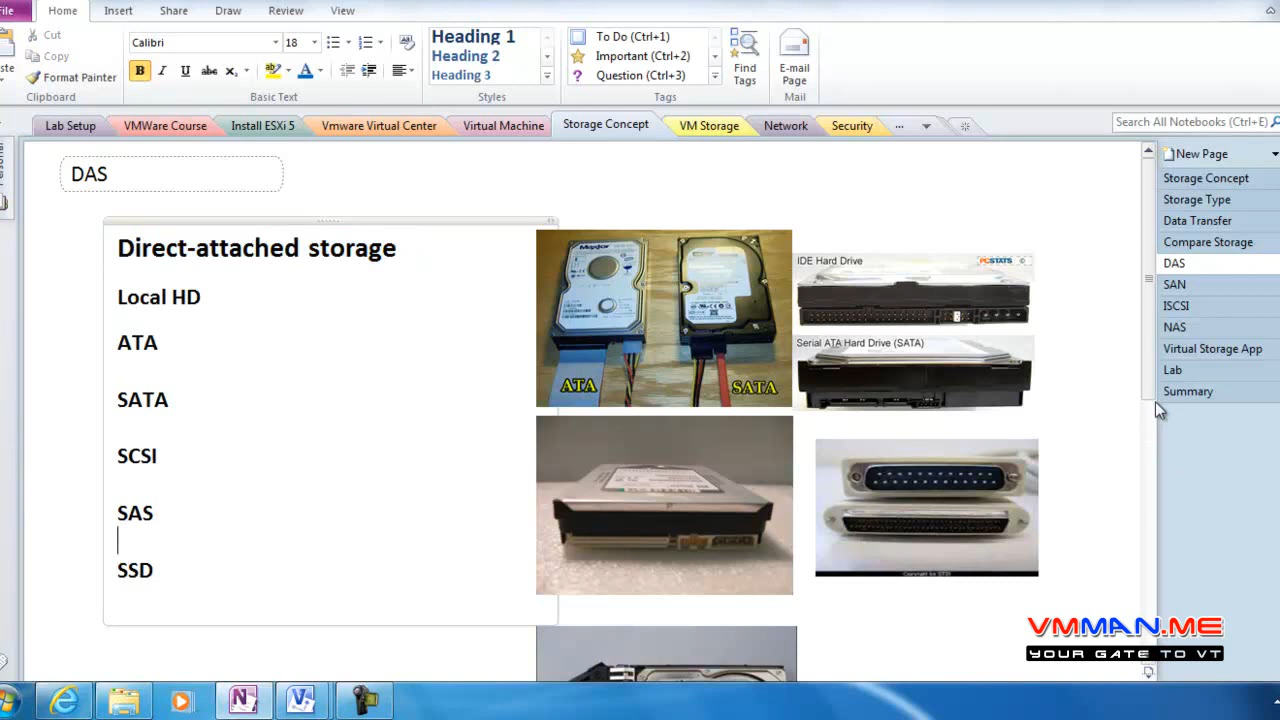 File Home Insert Share Draw Review View
Cut
Copy
Format Painter
Clipboard
Calibri 18
B I U abc
Basic Text
Heading 1
Heading 2
Heading 3
Styles
To Do (Ctrl+1)
Important (Ctrl+2)
Question (Ctrl+3)
Tags
Find Tags
E-mail Page
Mail
Lab Setup VMWare Course Install ESXi 5 Vmware Virtual Center Virtual Machine Storage Concept VM Storage Network Security ...
Search All Notebooks (Ctrl+E)
Personal
New Page
Storage Concept
Storage Type
Data Transfer
Compare Storage
DAS
SAN
ISCSI
NAS
Virtual Storage App
Lab
Summary
DAS
Direct-attached storage
Local HD
ATA
SATA
SCSI
SAS
SSD
Maxtor
ATA SATA
IDE Hard Drive PCSTATS
Serial ATA Hard Drive (SATA)
VMMAN.ME
YOUR GATE TO VT